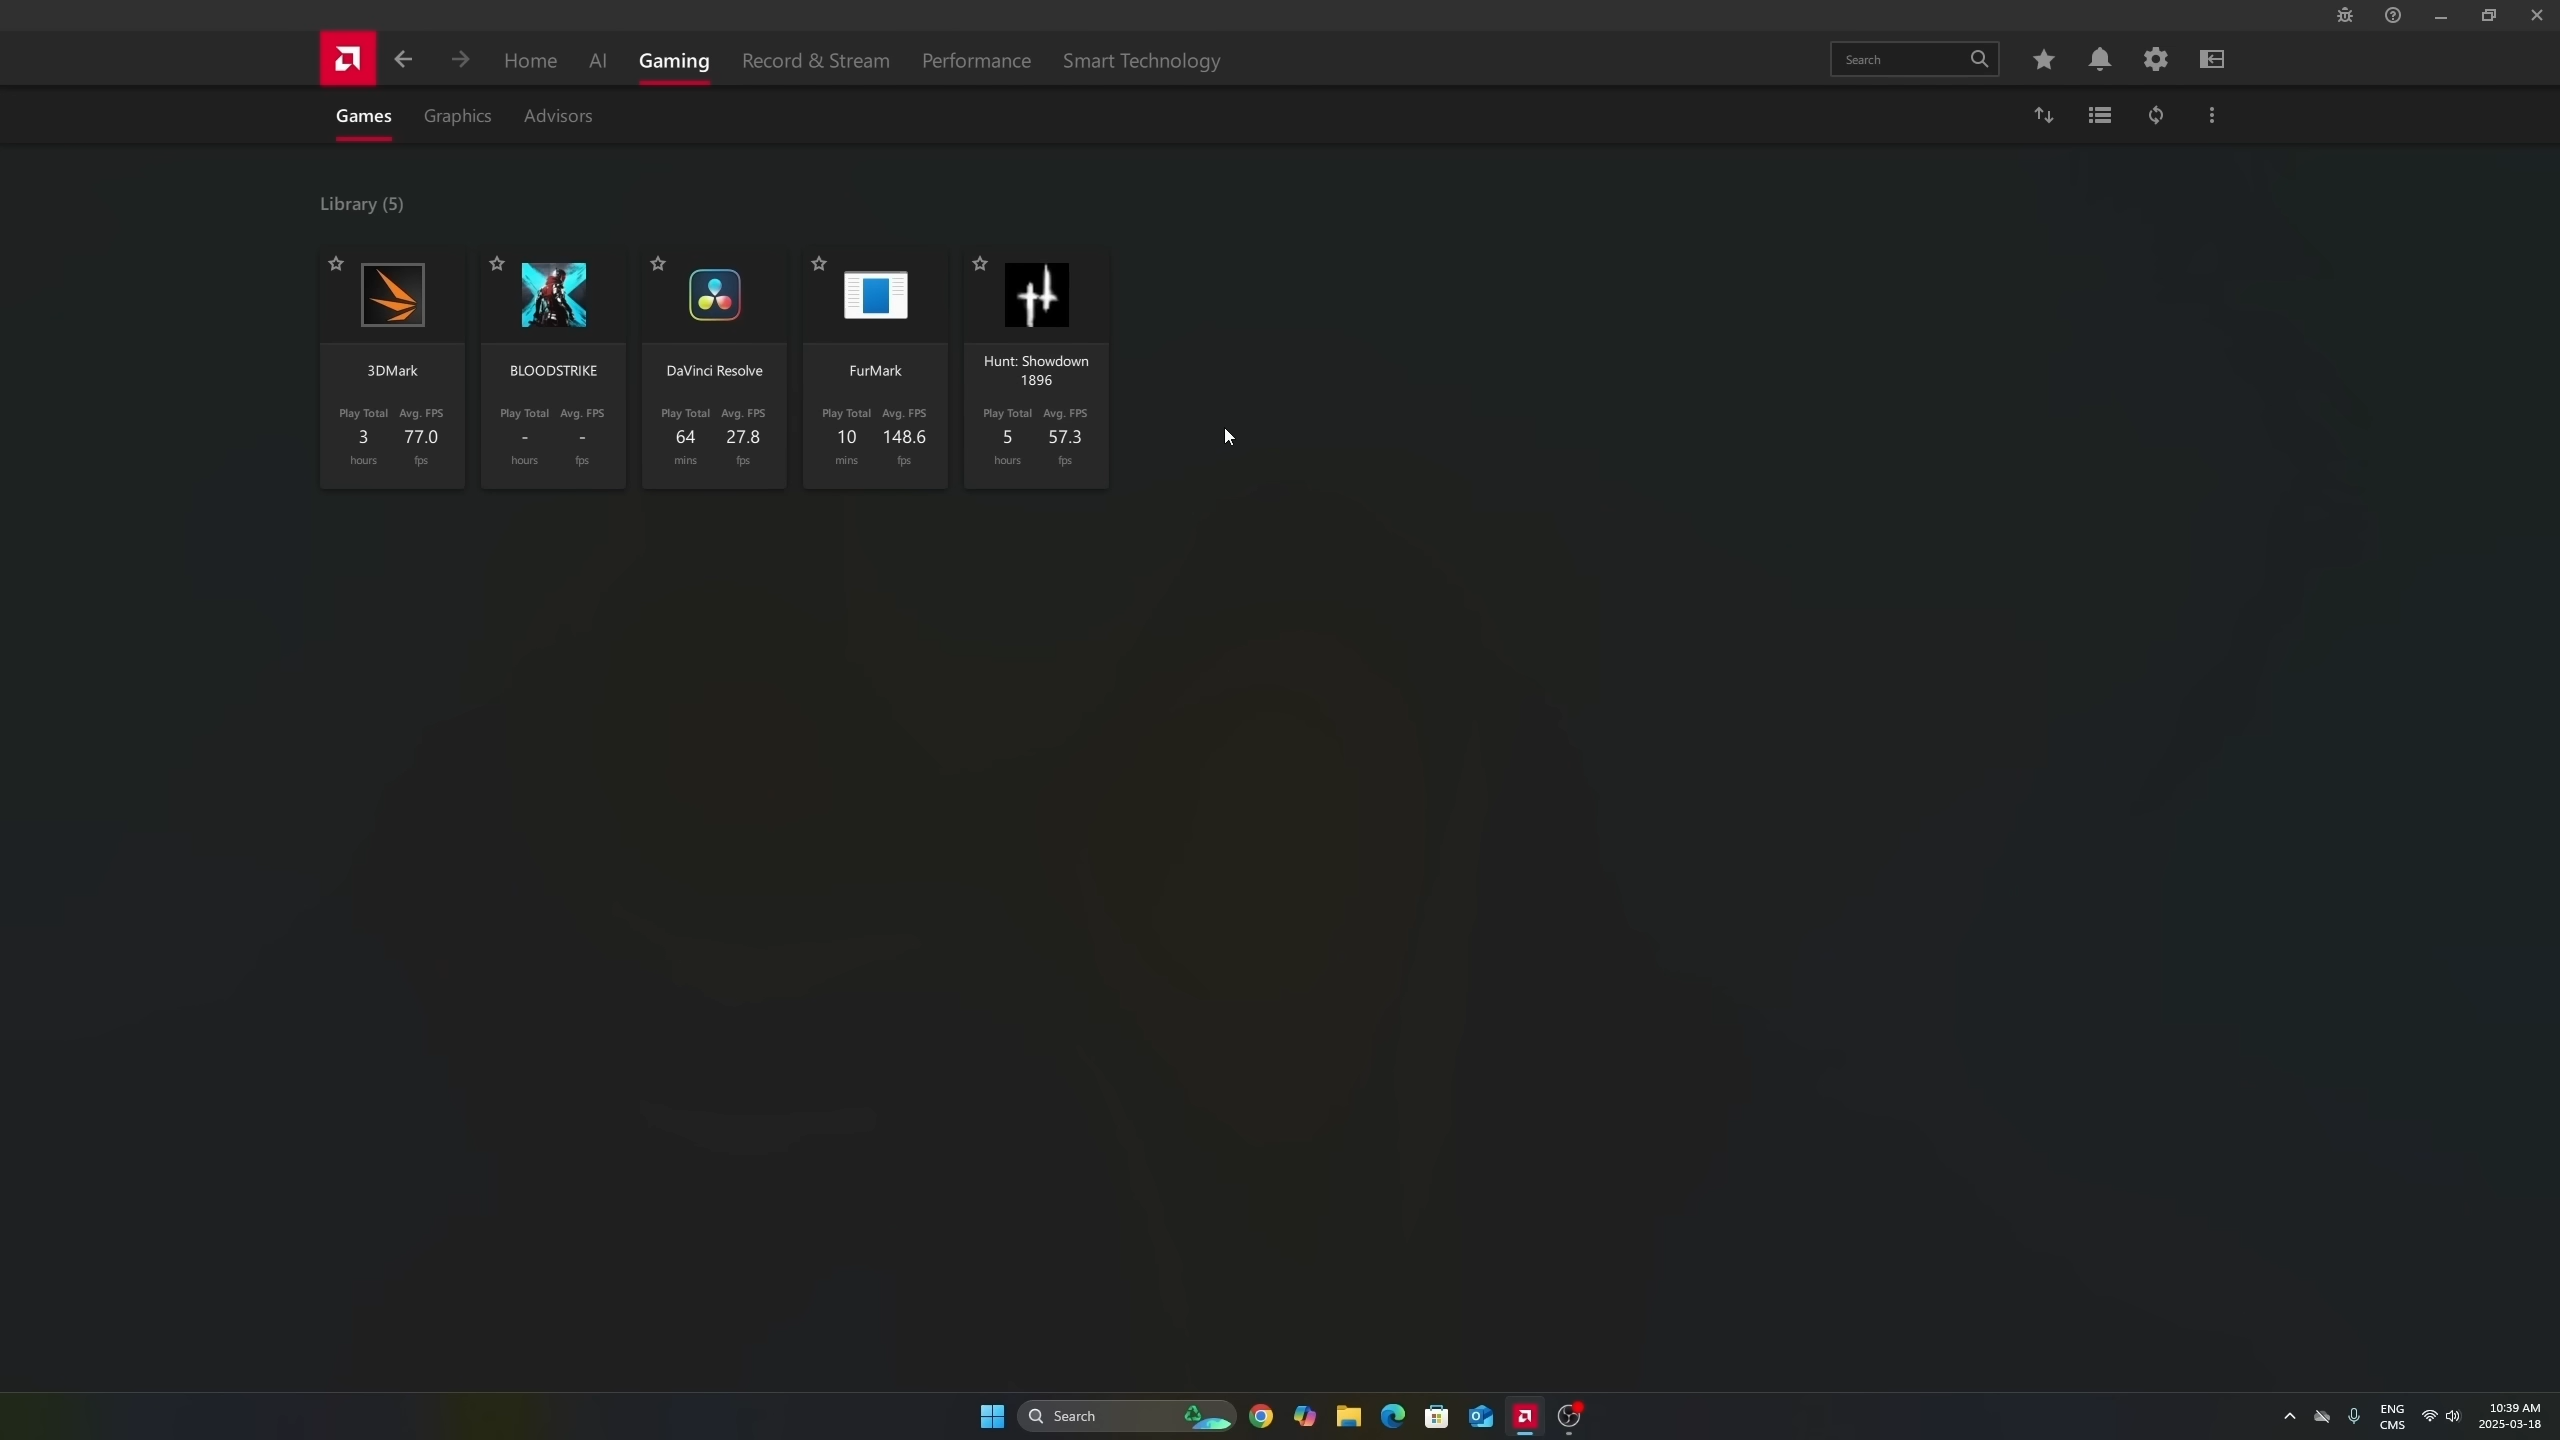 Home AI Gaming Record & Stream Performance Smart Technology Search
Games Graphics Advisors
Library (5)
3DMark
Play Total Avg. FPS
3 77.0
hours fps
BLOODSTRIKE
Play Total Avg. FPS
- -
hours fps
DaVinci Resolve
Play Total Avg. FPS
64 27.8
mins fps
FurMark
Play Total Avg. FPS
10 148.6
mins fps
Hunt: Showdown
1896
Play Total Avg. FPS
5 57.3
hours fps
Search
ENG
CMS
10:39 AM
2025-03-18